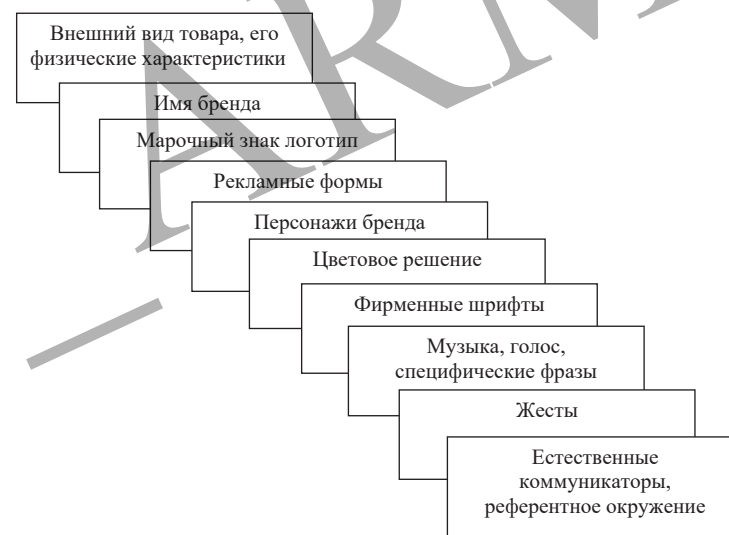 Внешний вид товара, его
физические характеристики
Имя бренда
Марочный знак логотип
Рекламные формы
Персонажи бренда
Цветовое решение
Фирменные шрифты
Музыка, голос,
специфические фразы
Жесты
Естественные
коммуникаторы,
референтное окружение